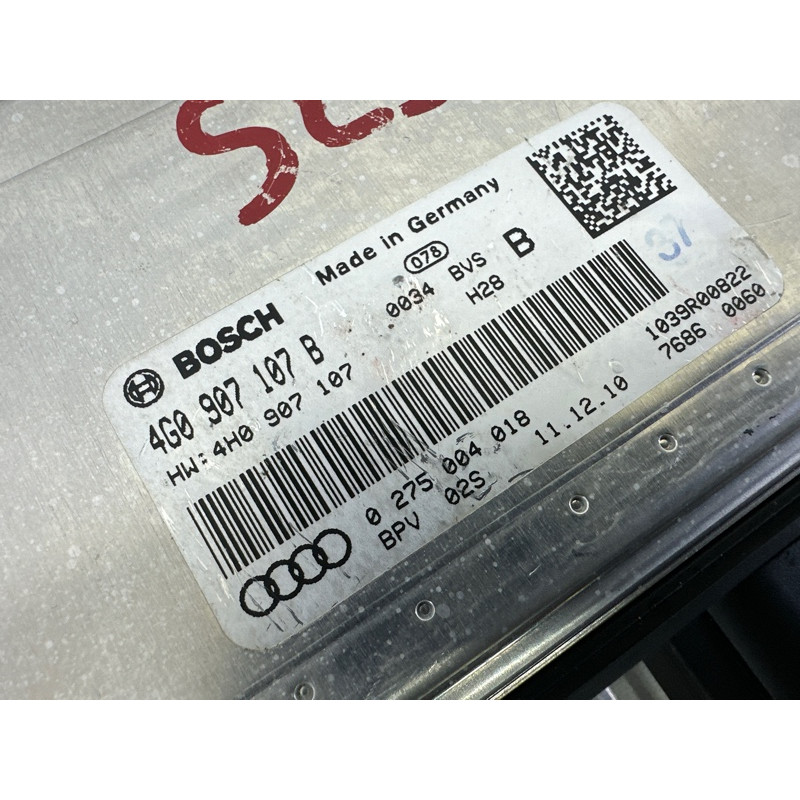 Made in Germany
078
0034 BVS B
H28
BOSCH
4G0 907 107 B
HW:4H0 907 107
37
1039R00822
7686 0060
0 275 004 018 11.12.10
BPV 02S